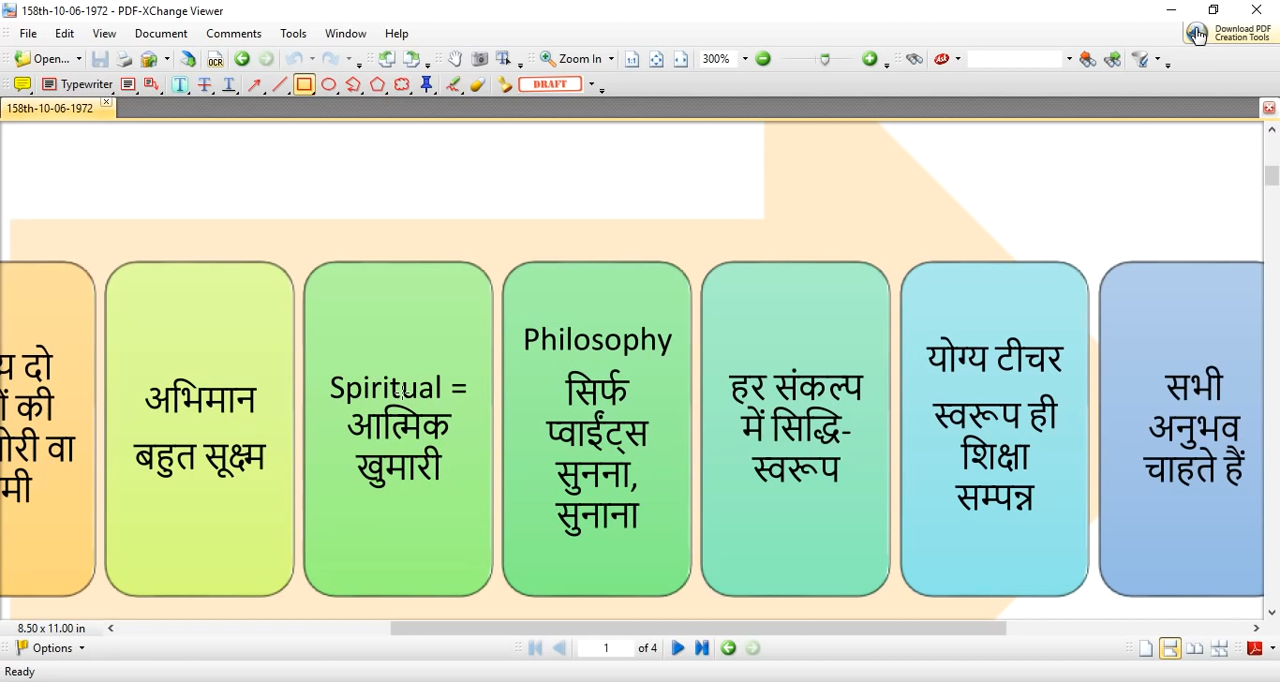 158th-10-06-1972 - PDF-XChange Viewer
File Edit View Document Comments Tools Window Help
Download PDF
Creation Tools
Open...
OCR
Zoom In
300%
Typewriter
DRAFT
158th-10-06-1972
य दो
ों की
ोरी वा
मी
अभिमान
बहुत सूक्ष्म
Spiritual =
आत्मिक
खुमारी
Philosophy
सिर्फ
प्वाईंट्स
सुनना,
सुनाना
हर संकल्प
में सिद्धि-
स्वरूप
योग्य टीचर
स्वरूप ही
शिक्षा
सम्पन्न
सभी
अनुभव
चाहते हैं
8.50 x 11.00 in
Options
1 of 4
Ready